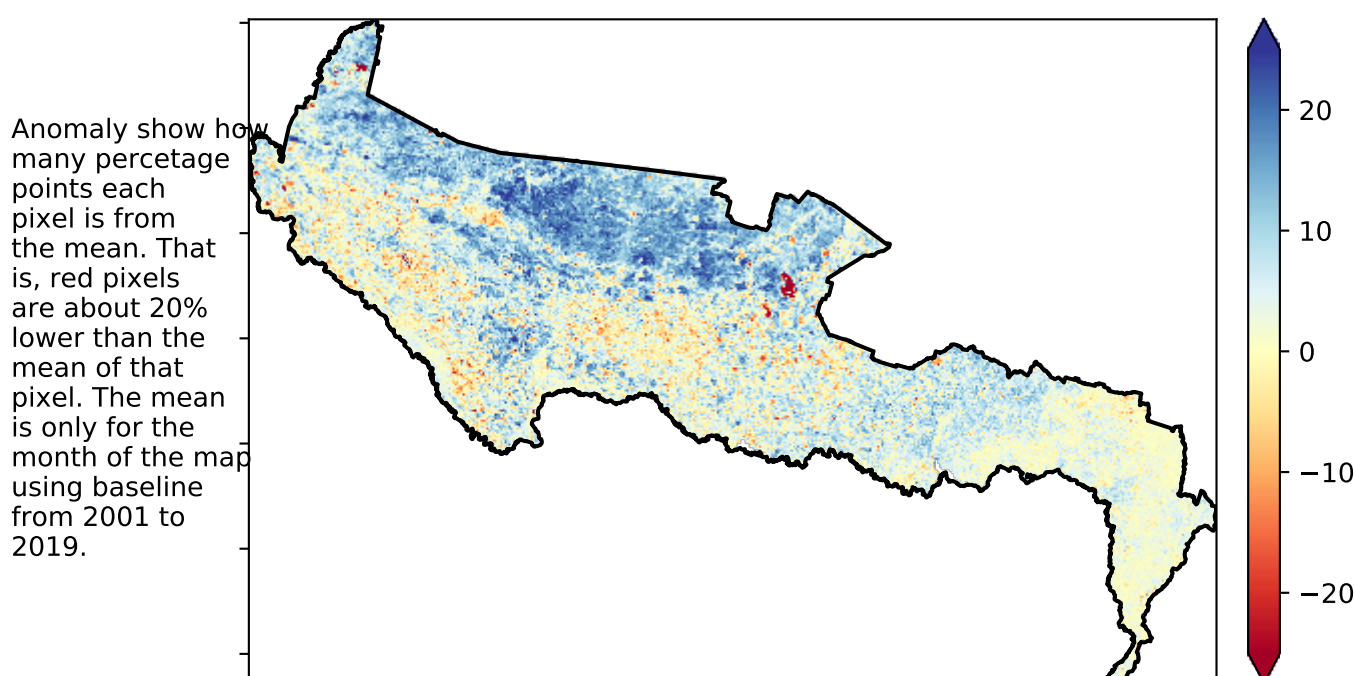 Anomaly show how
many percetage
points each
pixel is from
the mean. That
is, red pixels
are about 20%
lower than the
mean of that
pixel. The mean
is only for the
month of the map
using baseline
from 2001 to
2019.
20
10
0
−10
−20